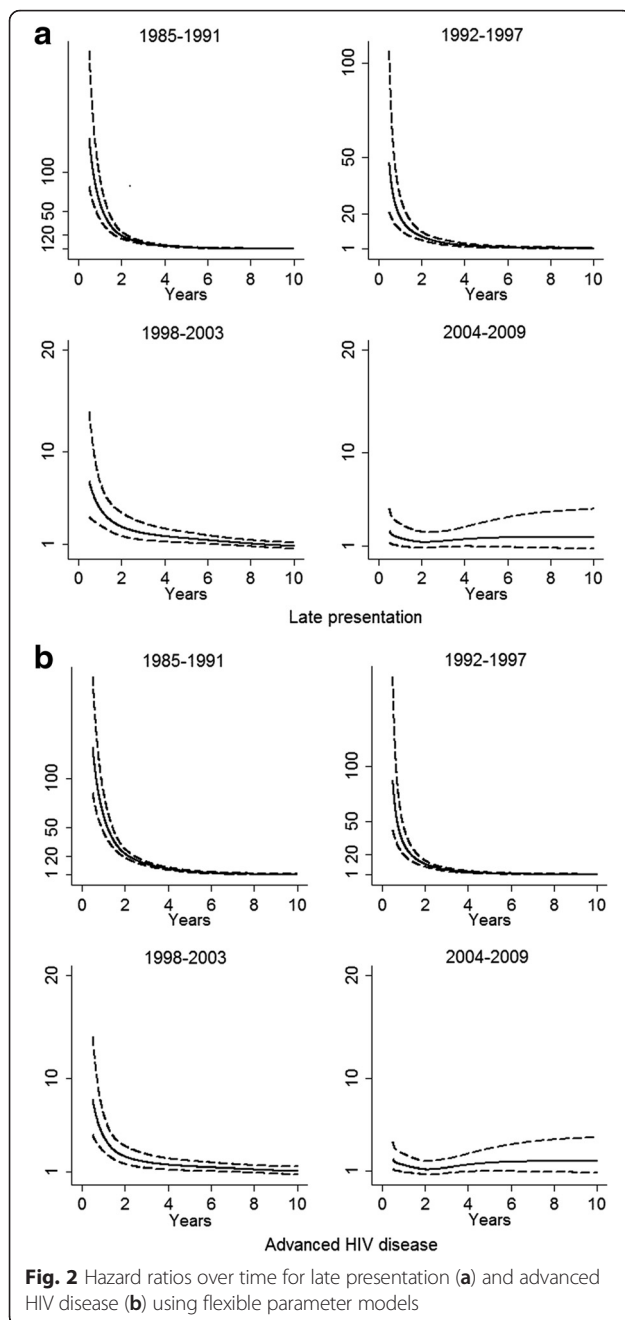 a
1985-1991
1992-1997
100
50
20
1
0 2 4 6 8 10
Years
100
50
20
1
0 2 4 6 8 10
Years
1998-2003
2004-2009
20
10
1
0 2 4 6 8 10
Years
20
10
1
0 2 4 6 8 10
Years
Late presentation
b
1985-1991
1992-1997
100
50
20
1
0 2 4 6 8 10
Years
100
50
20
1
0 2 4 6 8 10
Years
1998-2003
2004-2009
20
10
1
0 2 4 6 8 10
Years
20
10
1
0 2 4 6 8 10
Years
Advanced HIV disease
Fig. 2 Hazard ratios over time for late presentation (a) and advanced
HIV disease (b) using flexible parameter models